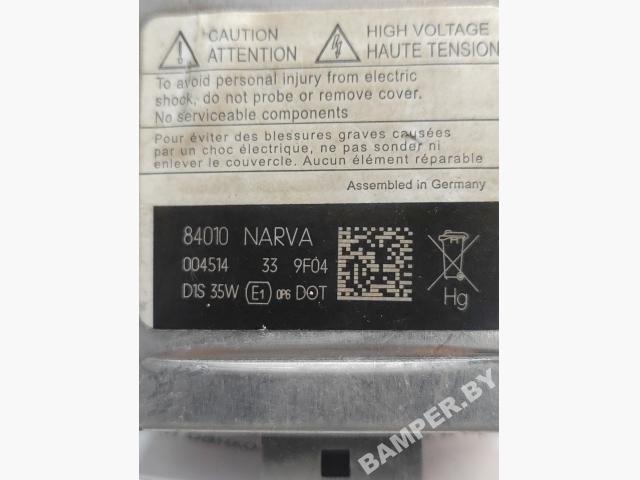 CAUTION
ATTENTION
HIGH VOLTAGE
HAUTE TENSION
To avoid personal injury from electric
shock, do not probe or remove cover.
No serviceable components
Pour éviter des blessures graves causées
par un choc électrique, ne pas sonder ni
enlever le couvercle. Aucun élément réparable
Assembled in Germany
84010 NARVA
004514 33 9F04
D1S 35W E1 0P6 DOT
Hg
BAMPER.BY